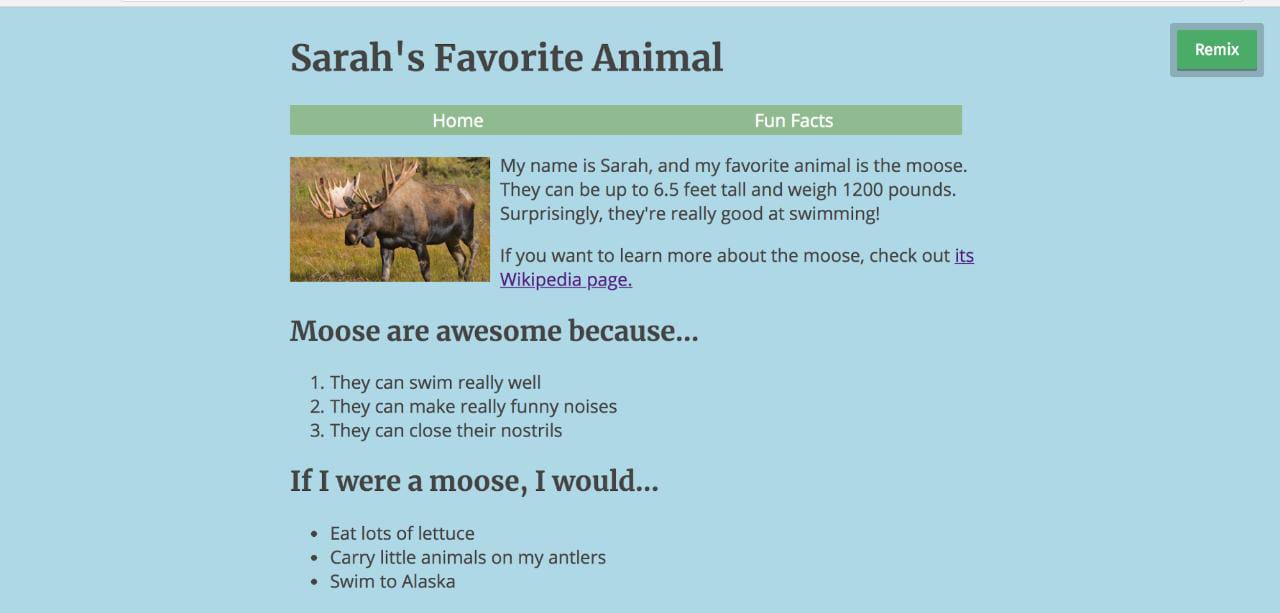 Sarah's Favorite Animal
Remix
Home Fun Facts
My name is Sarah, and my favorite animal is the moose.
They can be up to 6.5 feet tall and weigh 1200 pounds.
Surprisingly, they're really good at swimming!
If you want to learn more about the moose, check out its
Wikipedia page.
Moose are awesome because...
1. They can swim really well
2. They can make really funny noises
3. They can close their nostrils
If I were a moose, I would...
• Eat lots of lettuce
• Carry little animals on my antlers
• Swim to Alaska